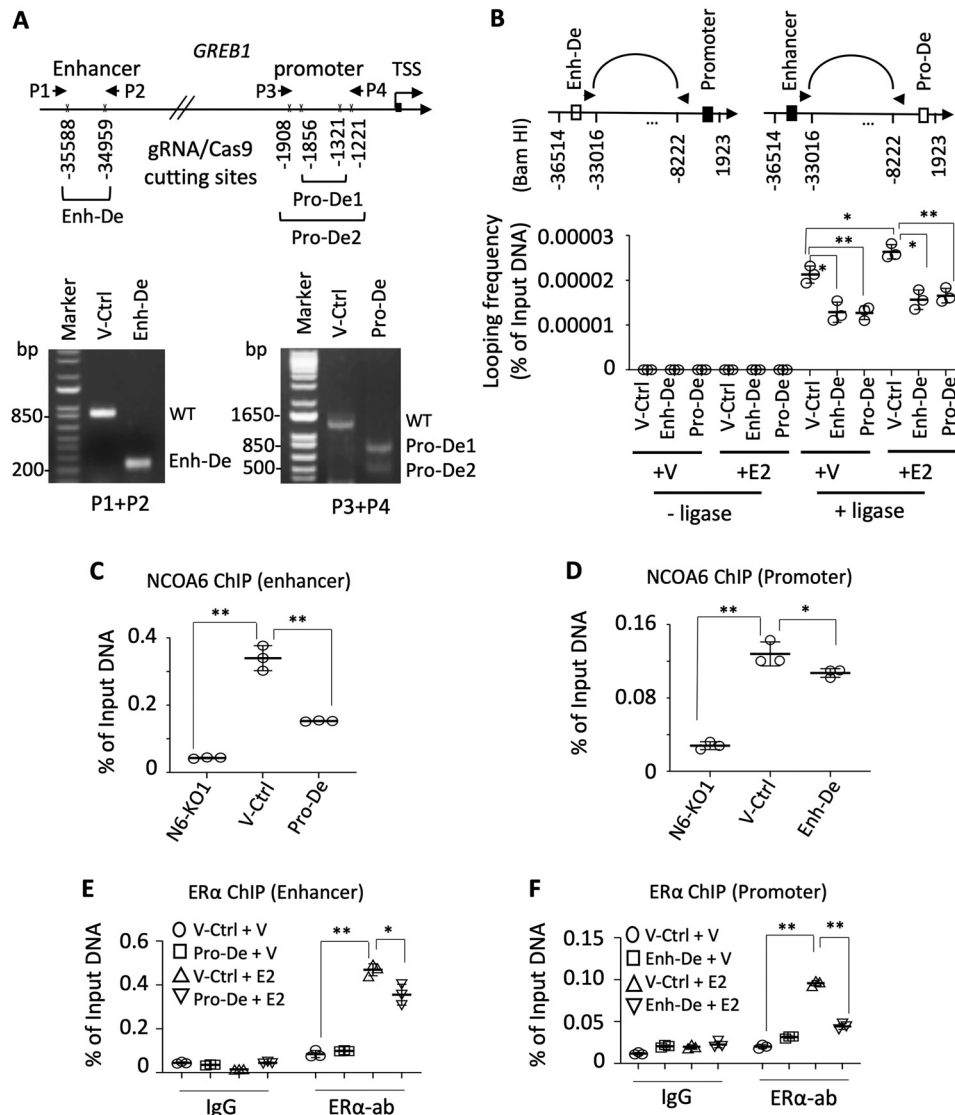 A
GREB1
Enhancer
promoter
TSS
P1
P2
P3
P4
-35588
-34959
gRNA/Cas9
cutting sites
-1908
-1856
-1321
-1221
Enh-De
Pro-De1
Pro-De2
Marker
V-Ctrl
Enh-De
bp
850
200
WT
Enh-De
P1+P2
Marker
V-Ctrl
Pro-De
bp
1650
850
500
WT
Pro-De1
Pro-De2
P3+P4
B
Enh-De
Promoter
Enhancer
Pro-De
...
...
(Bam HI)
-36514
-33016
-8222
1923
-36514
-33016
-8222
1923
Looping frequency
(% of Input DNA)
0.00003
0.00002
0.00001
0
*
**
*
**
*
V-Ctrl
Enh-De
Pro-De
V-Ctrl
Enh-De
Pro-De
V-Ctrl
Enh-De
Pro-De
V-Ctrl
Enh-De
Pro-De
+V
+E2
+V
+E2
- ligase
+ ligase
C
NCOA6 ChIP (enhancer)
% of Input DNA
0.4
0.2
0
**
**
N6-KO1
V-Ctrl
Pro-De
D
NCOA6 ChIP (Promoter)
% of Input DNA
0.16
0.08
0
**
*
N6-KO1
V-Ctrl
Enh-De
E
ERα ChIP (Enhancer)
% of Input DNA
0.6
0.4
0.2
0
V-Ctrl + V
Pro-De + V
V-Ctrl + E2
Pro-De + E2
**
*
IgG
ERα-ab
F
ERα ChIP (Promoter)
% of Input DNA
0.15
0.10
0.05
0
V-Ctrl + V
Enh-De + V
V-Ctrl + E2
Enh-De + E2
**
**
IgG
ERα-ab